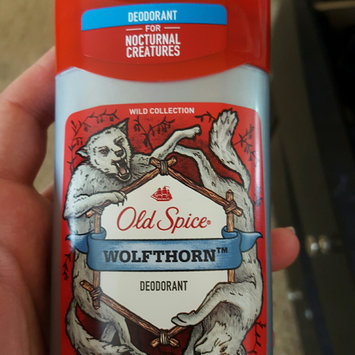 DEODORANT
FOR
NOCTURNAL
CREATURES
WILD COLLECTION
Old Spice®
WOLFTHORN™
DEODORANT